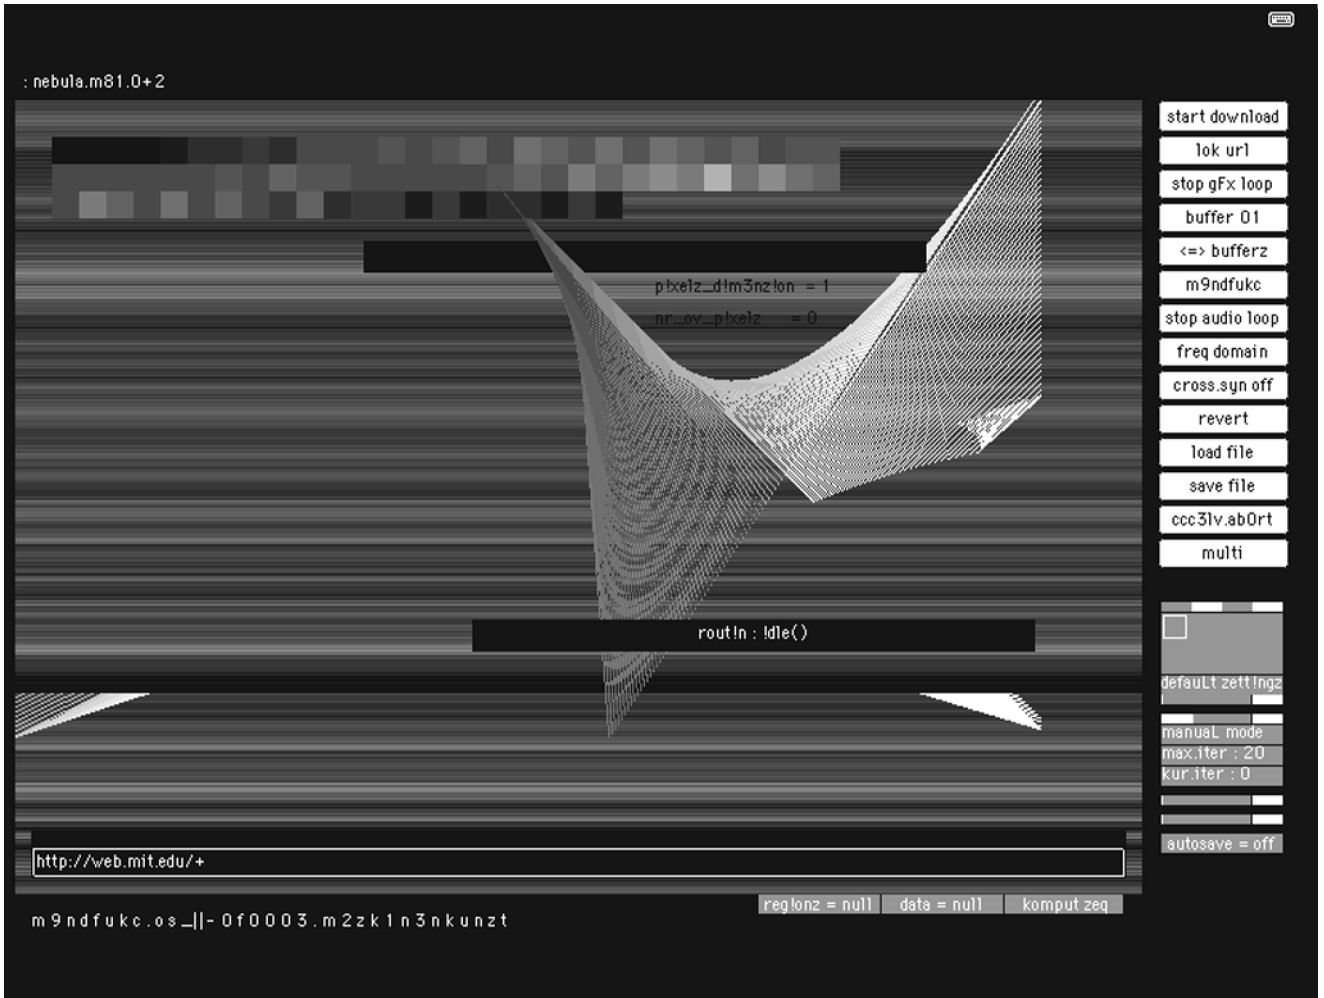 : nebula.m81.0+2
start download
lok url
stop gFx loop
buffer 01
<=> bufferz
m9ndfukc
stop audio loop
freq domain
cross.syn off
revert
load file
save file
ccc3lv.ab0rt
multi
p!xelz_d!m3nz!on = 1
nr_ov_p!xelz = 0
rout!n : !dle()
defauLt zett!ngz
manuaL mode
max.iter : 20
kur.iter : 0
autosave = off
http://web.mit.edu/+
reg!onz = null
data = null
komput zeq
m9ndfukc.os_||-0f0003.m2zk1n3nkunzt